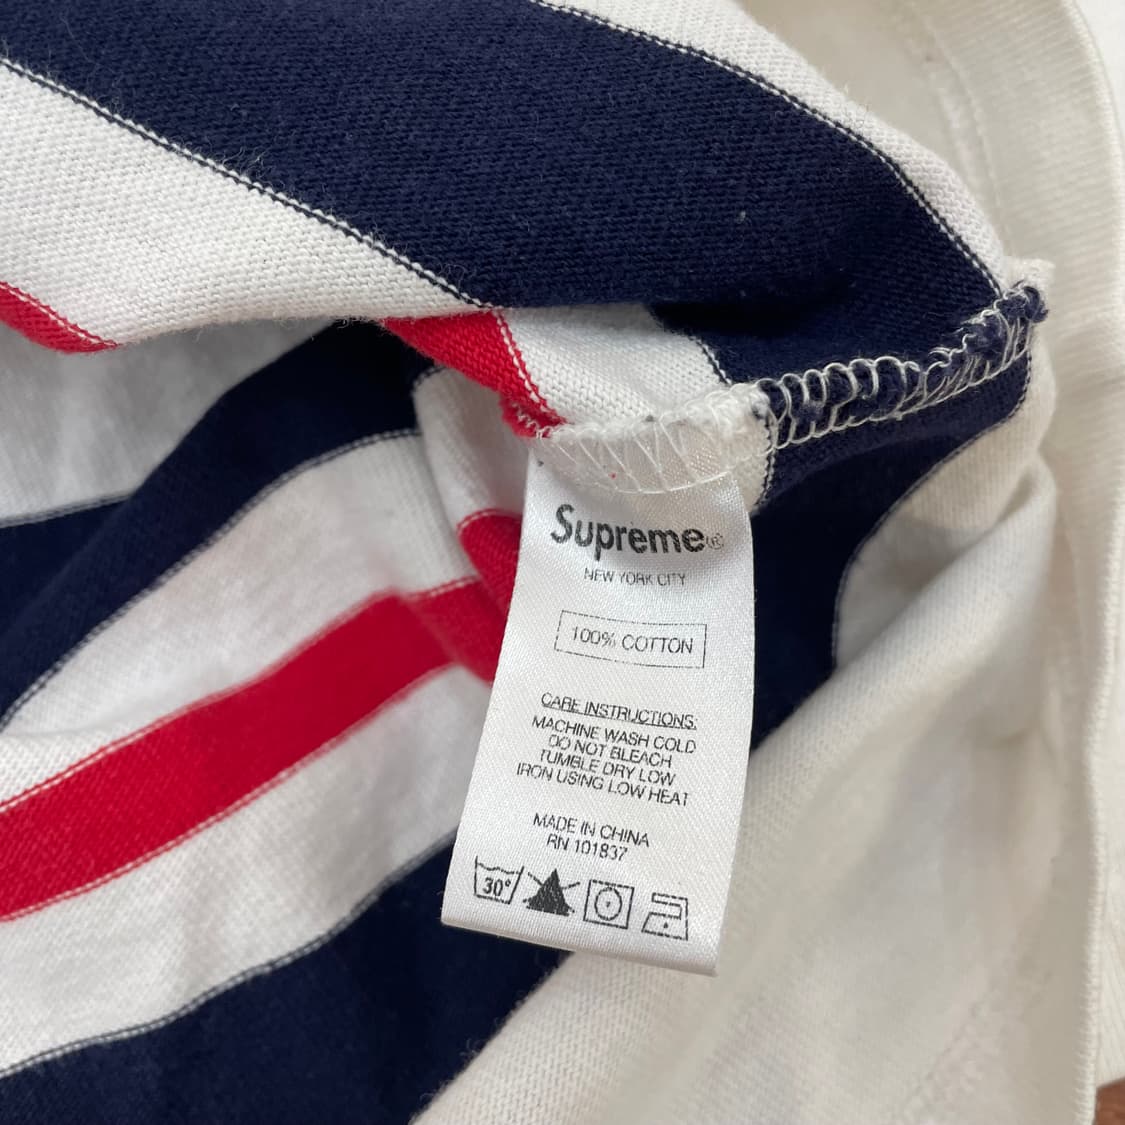 Supreme®
NEW YORK CITY
100% COTTON
CARE INSTRUCTIONS:
MACHINE WASH COLD
DO NOT BLEACH
TUMBLE DRY LOW
IRON USING LOW HEAT
MADE IN CHINA
RN 101837
30°